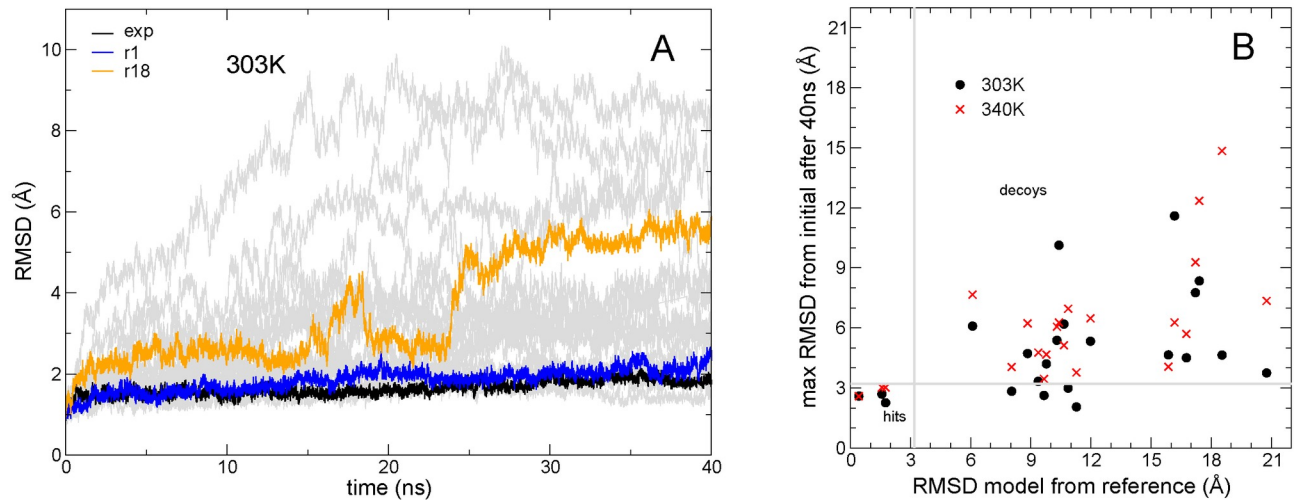 A
303K
exp
r1
r18
10
8
6
4
2
0
RMSD (Å)
0
10
20
30
40
time (ns)
B
303K
340K
decoys
hits
21
18
15
12
9
6
3
0
max RMSD from initial after 40ns (Å)
0
3
6
9
12
15
18
21
RMSD model from reference (Å)